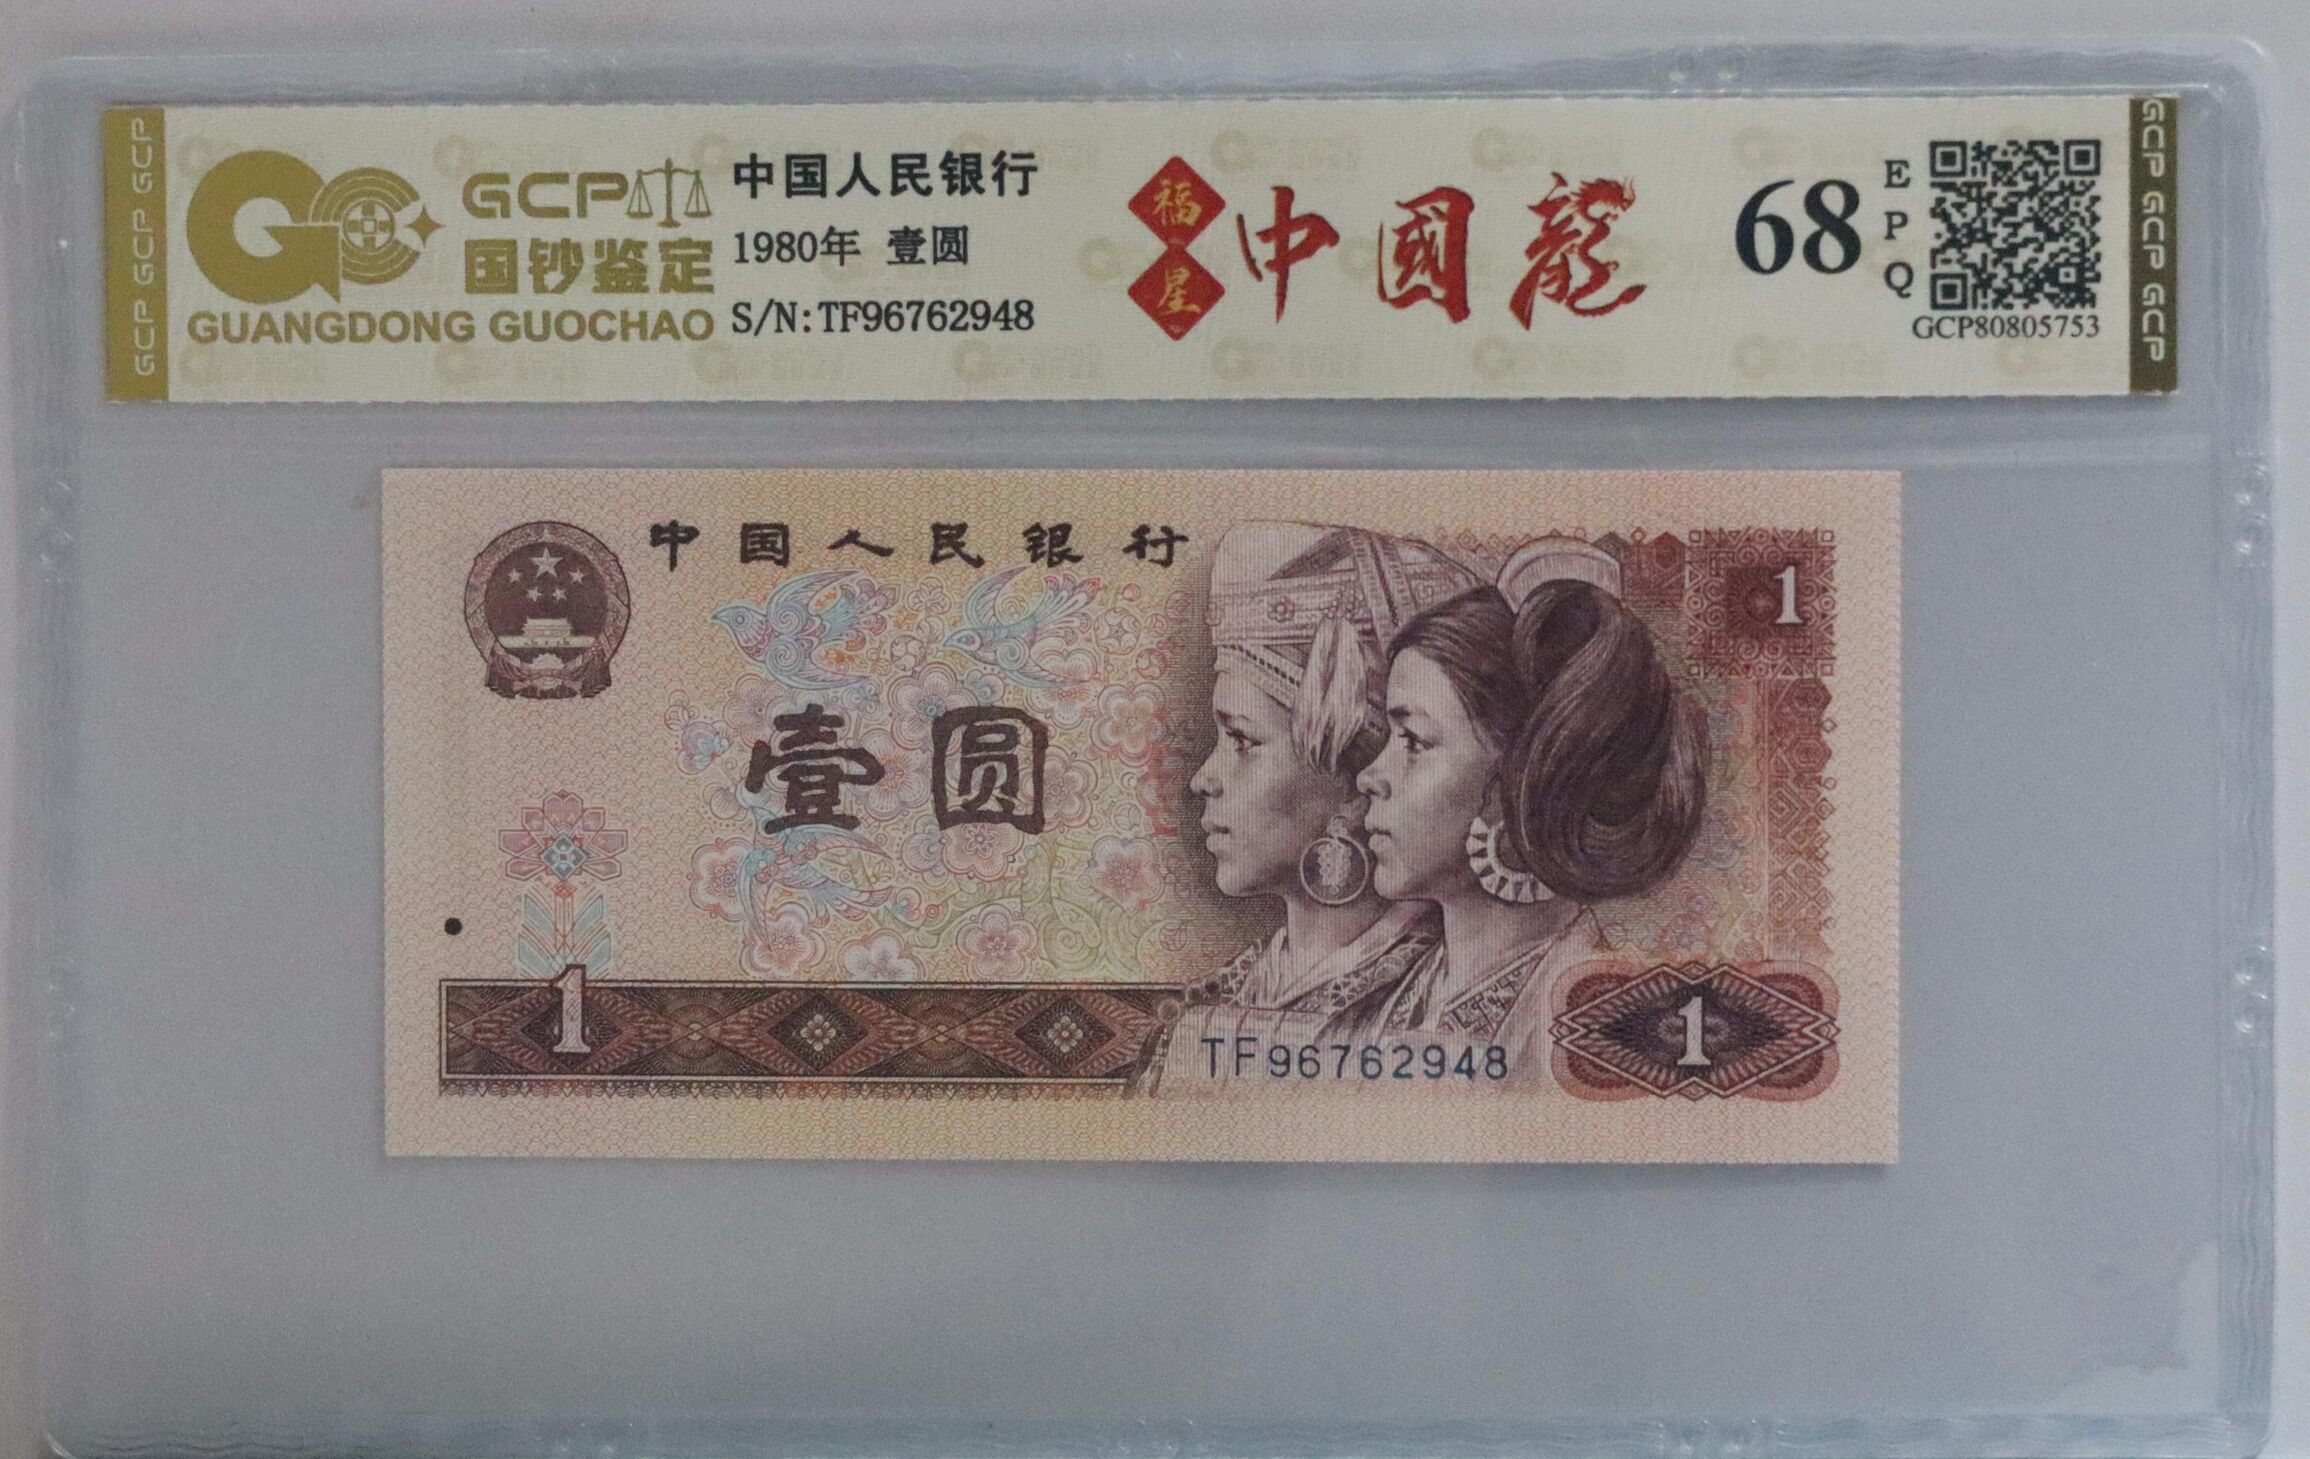 GCP GCP GCP
GCP
国钞鉴定
GUANGDONG GUOCHAO
中国人民银行
1980年 壹圆
S/N:TF96762948
福星
中國龍
68
EPQ
GCP80805753
GCP GCP GCP
中国人民银行
1
壹圆
1
1
TF96762948